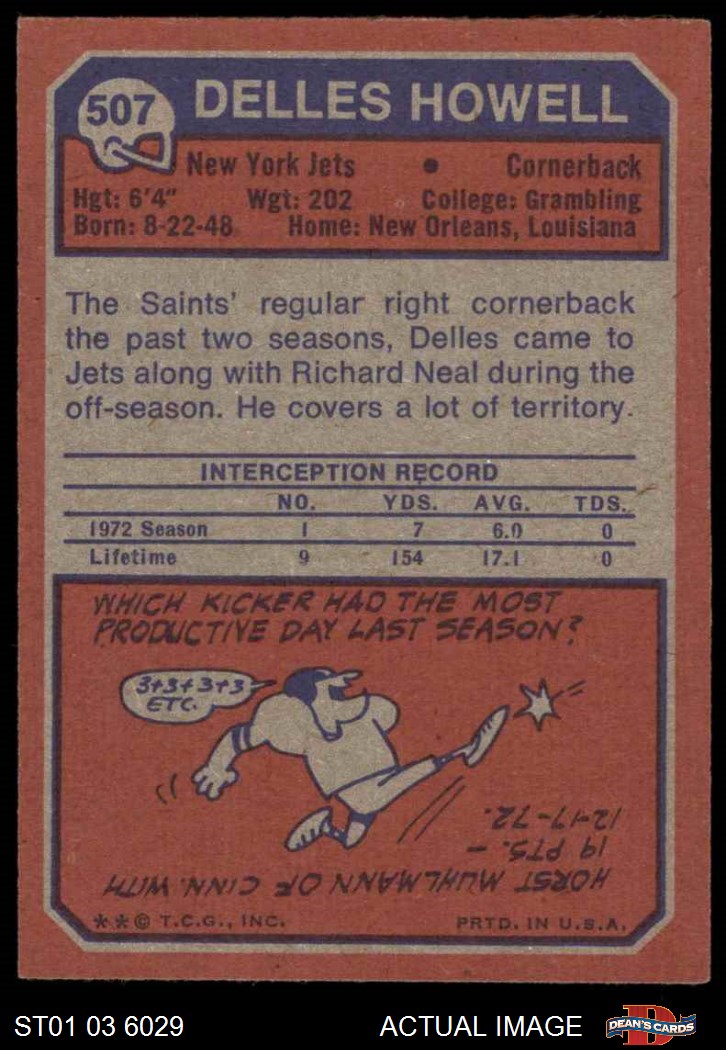 507 DELLES HOWELL
New York Jets • Cornerback
Hgt: 6'4" Wgt: 202 College: Grambling
Born: 8-22-48 Home: New Orleans, Louisiana
The Saints' regular right cornerback
the past two seasons, Delles came to
Jets along with Richard Neal during the
off-season. He covers a lot of territory.
INTERCEPTION RECORD
NO. YDS. AVG. TDS.
1972 Season 1 7 6.0 0
Lifetime 9 154 17.1 0
WHICH KICKER HAD THE MOST
PRODUCTIVE DAY LAST SEASON?
3+3+3+3
ETC.
HORST MUHLMANN OF CINN. WITH
19 PTS. –
12-17-72.
**© T.C.G., INC. PRTD. IN U.S.A.
ST01 03 6029 ACTUAL IMAGE D DEAN'S CARDS